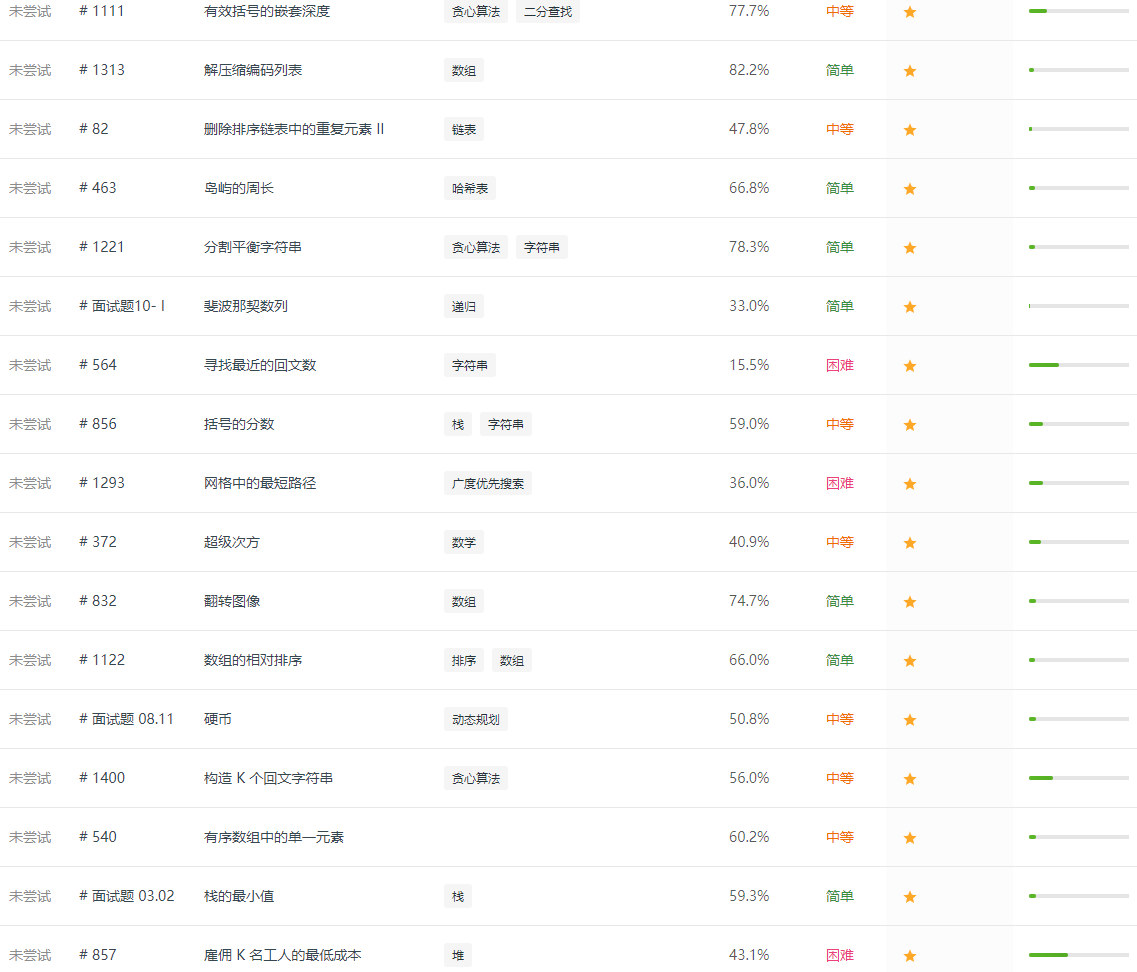 未尝试 # 1111 有效括号的嵌套深度 贪心算法 二分查找 77.7% 中等
未尝试 # 1313 解压缩编码列表 数组 82.2% 简单
未尝试 # 82 删除排序链表中的重复元素 II 链表 47.8% 中等
未尝试 # 463 岛屿的周长 哈希表 66.8% 简单
未尝试 # 1221 分割平衡字符串 贪心算法 字符串 78.3% 简单
未尝试 # 面试题10- I 斐波那契数列 递归 33.0% 简单
未尝试 # 564 寻找最近的回文数 字符串 15.5% 困难
未尝试 # 856 括号的分数 栈 字符串 59.0% 中等
未尝试 # 1293 网格中的最短路径 广度优先搜索 36.0% 困难
未尝试 # 372 超级次方 数学 40.9% 中等
未尝试 # 832 翻转图像 数组 74.7% 简单
未尝试 # 1122 数组的相对排序 排序 数组 66.0% 简单
未尝试 # 面试题 08.11 硬币 动态规划 50.8% 中等
未尝试 # 1400 构造 K 个回文字符串 贪心算法 56.0% 中等
未尝试 # 540 有序数组中的单一元素 60.2% 中等
未尝试 # 面试题 03.02 栈的最小值 栈 59.3% 简单
未尝试 # 857 雇佣 K 名工人的最低成本 堆 43.1% 困难